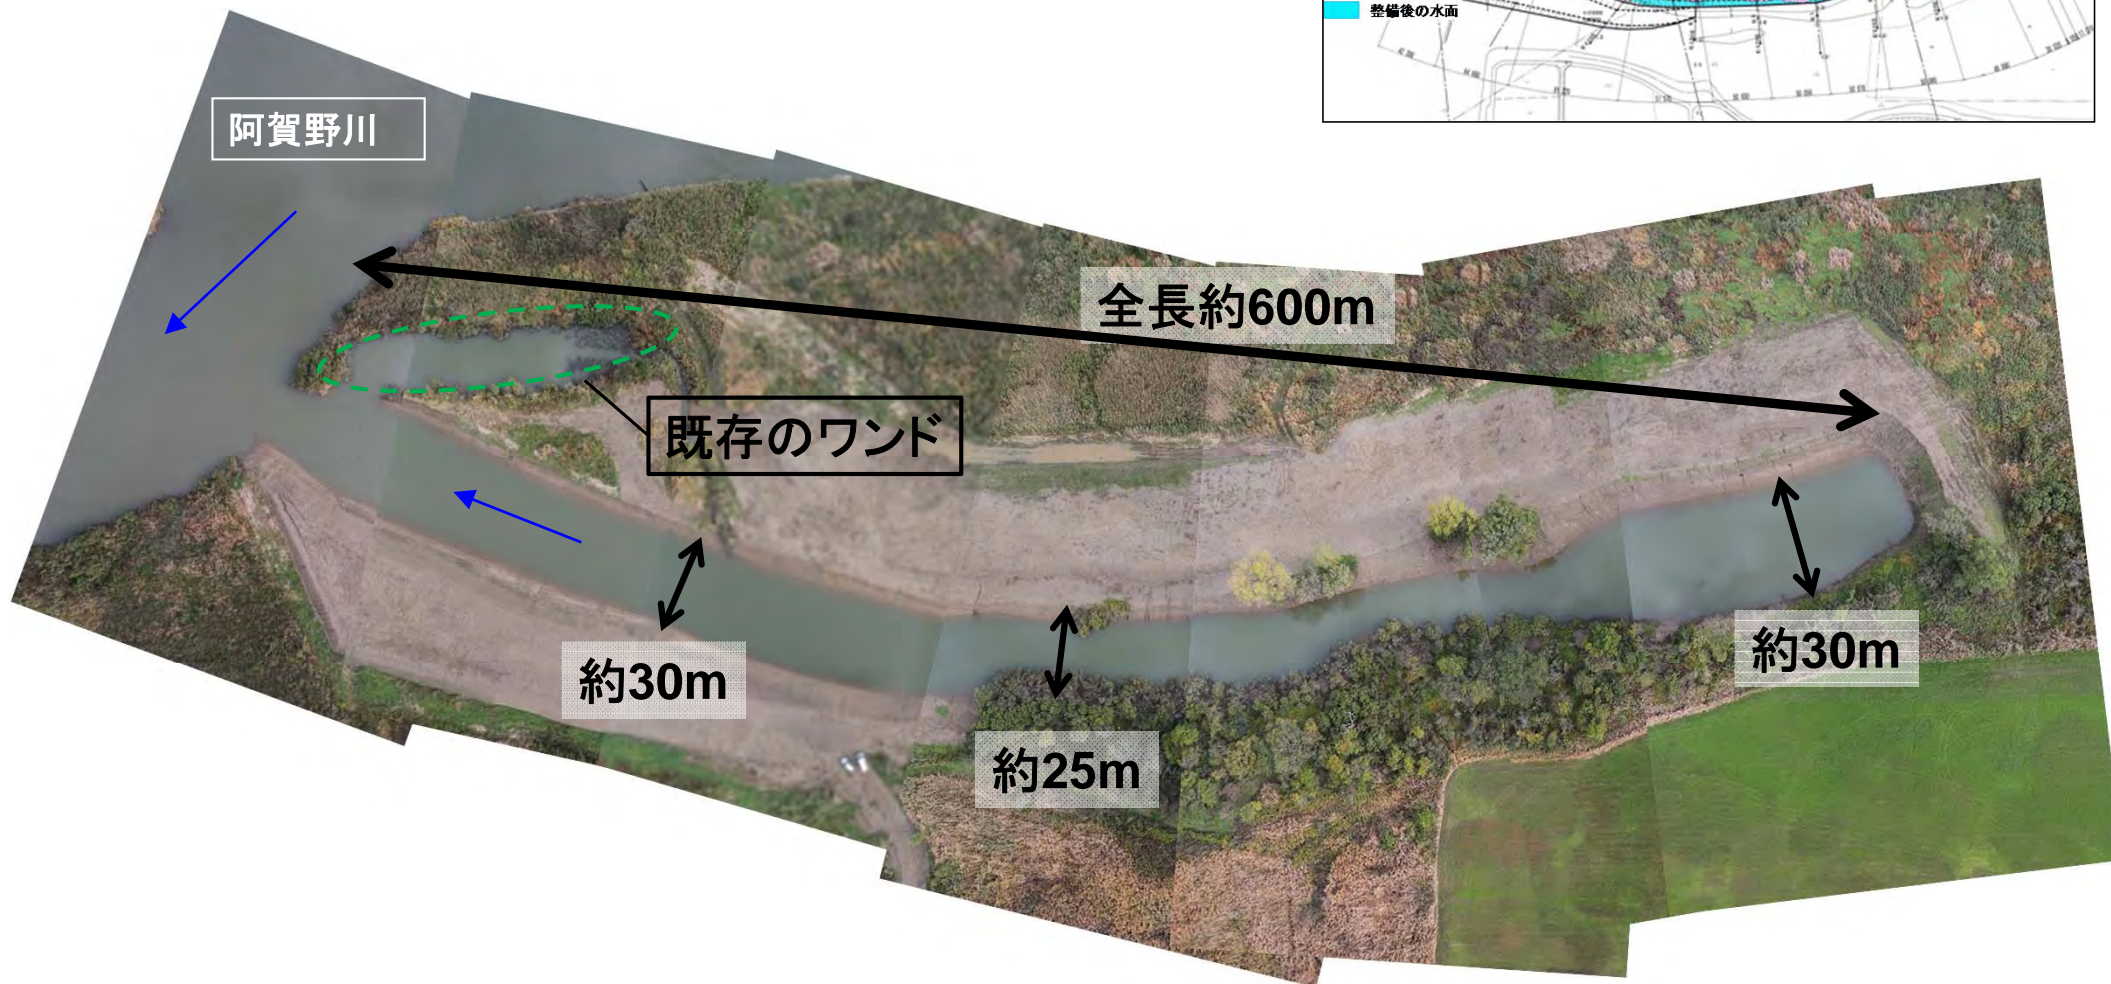 整備後の水面
阿賀野川
全長約600m
既存のワンド
約30m
約30m
約25m